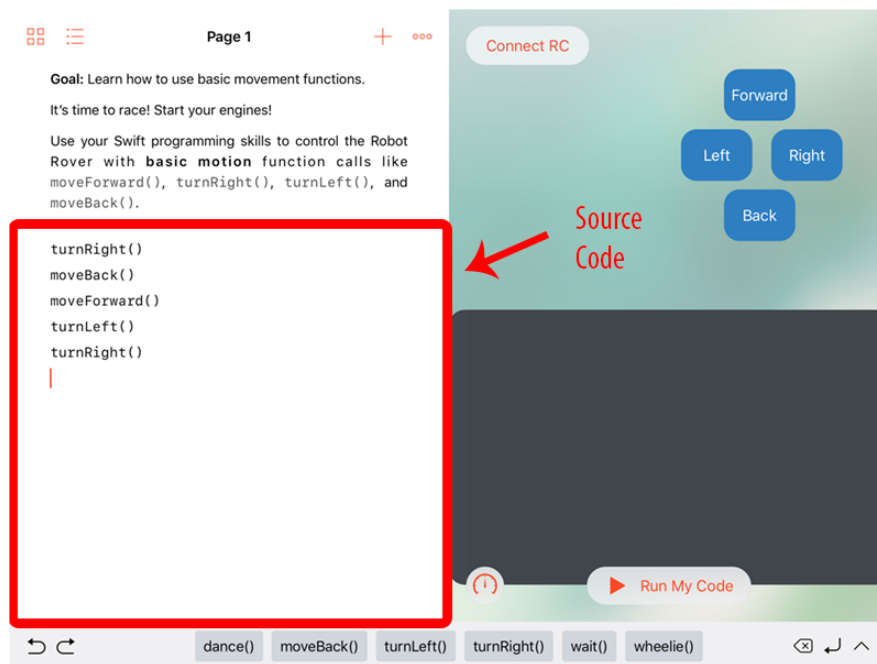 Page 1
Goal: Learn how to use basic movement functions.
It's time to race! Start your engines!
Use your Swift programming skills to control the Robot
Rover with basic motion function calls like
moveForward(), turnRight(), turnLeft(), and
moveBack().
turnRight()
moveBack()
moveForward()
turnLeft()
turnRight()
Connect RC
Forward
Left Right
Back
Source
Code
Run My Code
dance() moveBack() turnLeft() turnRight() wait() wheelie()